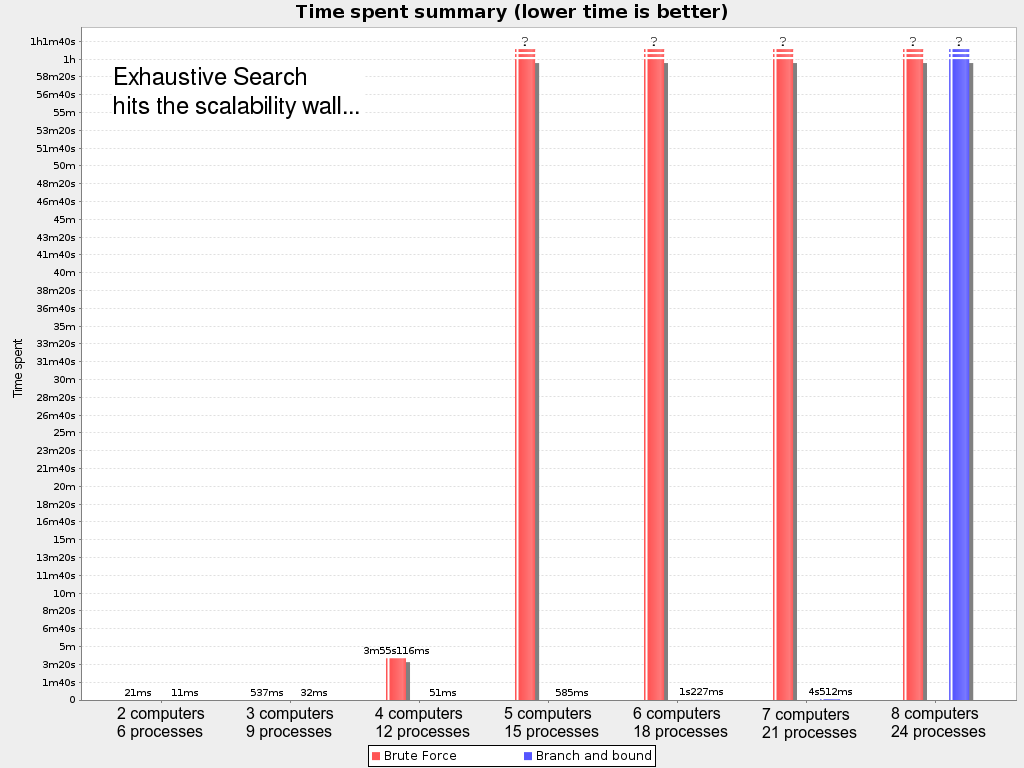 Time spent summary (lower time is better)
1h1m40s
1h
58m20s
56m40s
55m
53m20s
51m40s
50m
48m20s
46m40s
45m
43m20s
41m40s
40m
38m20s
36m40s
35m
33m20s
31m40s
30m
28m20s
26m40s
25m
23m20s
21m40s
20m
18m20s
16m40s
15m
13m20s
11m40s
10m
8m20s
6m40s
5m
3m20s
1m40s
0
Time spent
Exhaustive Search
hits the scalability wall...
? ? ? ? ?
3m55s116ms
21ms 11ms 537ms 32ms 51ms 585ms 1s227ms 4s512ms
2 computers
6 processes
3 computers
9 processes
4 computers
12 processes
5 computers
15 processes
6 computers
18 processes
7 computers
21 processes
8 computers
24 processes
Brute Force Branch and bound